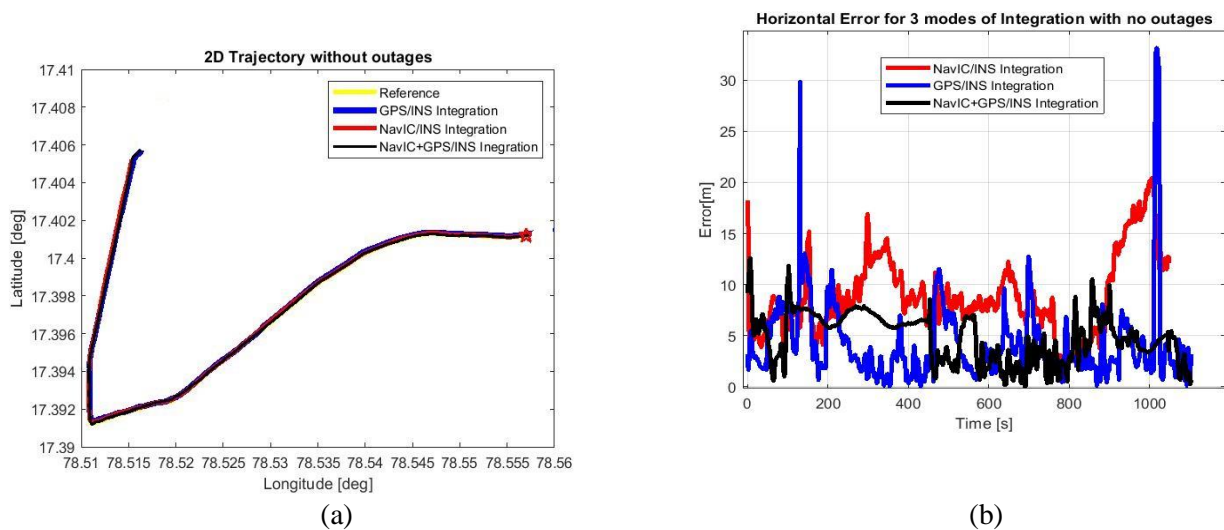 2D Trajectory without outages
17.41
17.408
17.406
17.404
17.402
17.4
17.398
17.396
17.394
17.392
17.39
Latitude [deg]
Reference
GPS/INS Integration
NavIC/INS Integration
NavIC+GPS/INS Inegration
78.51 78.515 78.52 78.525 78.53 78.535 78.54 78.545 78.55 78.555 78.56
Longitude [deg]
(a)
Horizontal Error for 3 modes of Integration with no outages
30
25
20
15
10
5
0
Error[m]
NavIC/INS Integration
GPS/INS Integration
NavIC+GPS/INS Integration
0 200 400 600 800 1000
Time [s]
(b)